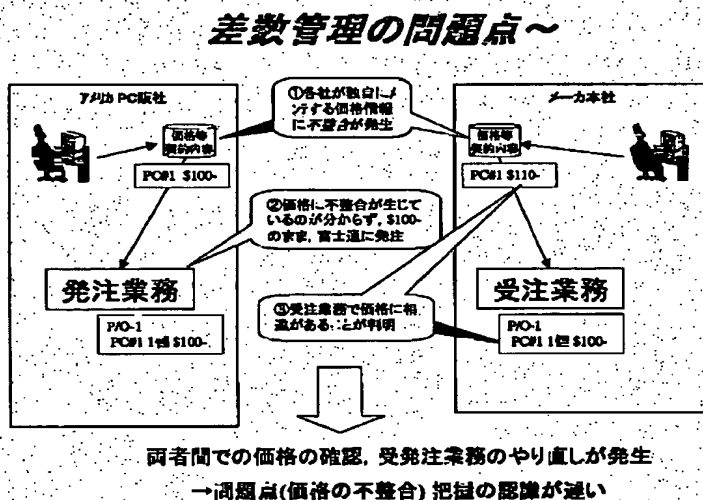 差数管理の問題点～
アメリカPC販社
メーカ本社
①各社が独自にメ
ンテする価格情報
に不整合が発生
価格等
契約内容
価格等
契約内容
PC#1 $100-
PC#1 $110-
②価格に不整合が生じて
いるのが分からず, $100-
のまま, 富士通に発注
発注業務
受注業務
③受注業務で価格に相
違があることが判明
P/O-1
PC#1 1個 $100-
P/O-1
PC#1 1個 $100-
両者間での価格の確認, 受発注業務のやり直しが発生
→問題点(価格の不整合) 把握の認識が遅い